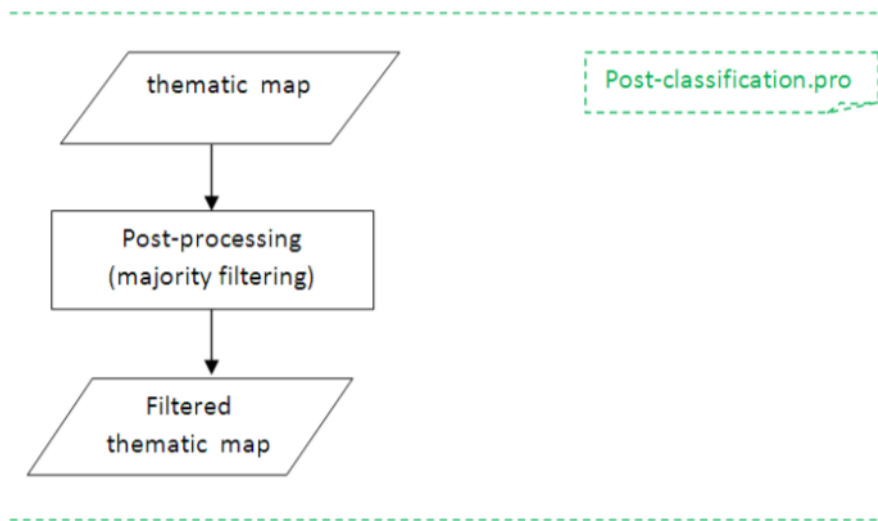 thematic map
Post-classification.pro
Post-processing
(majority filtering)
Filtered
thematic map